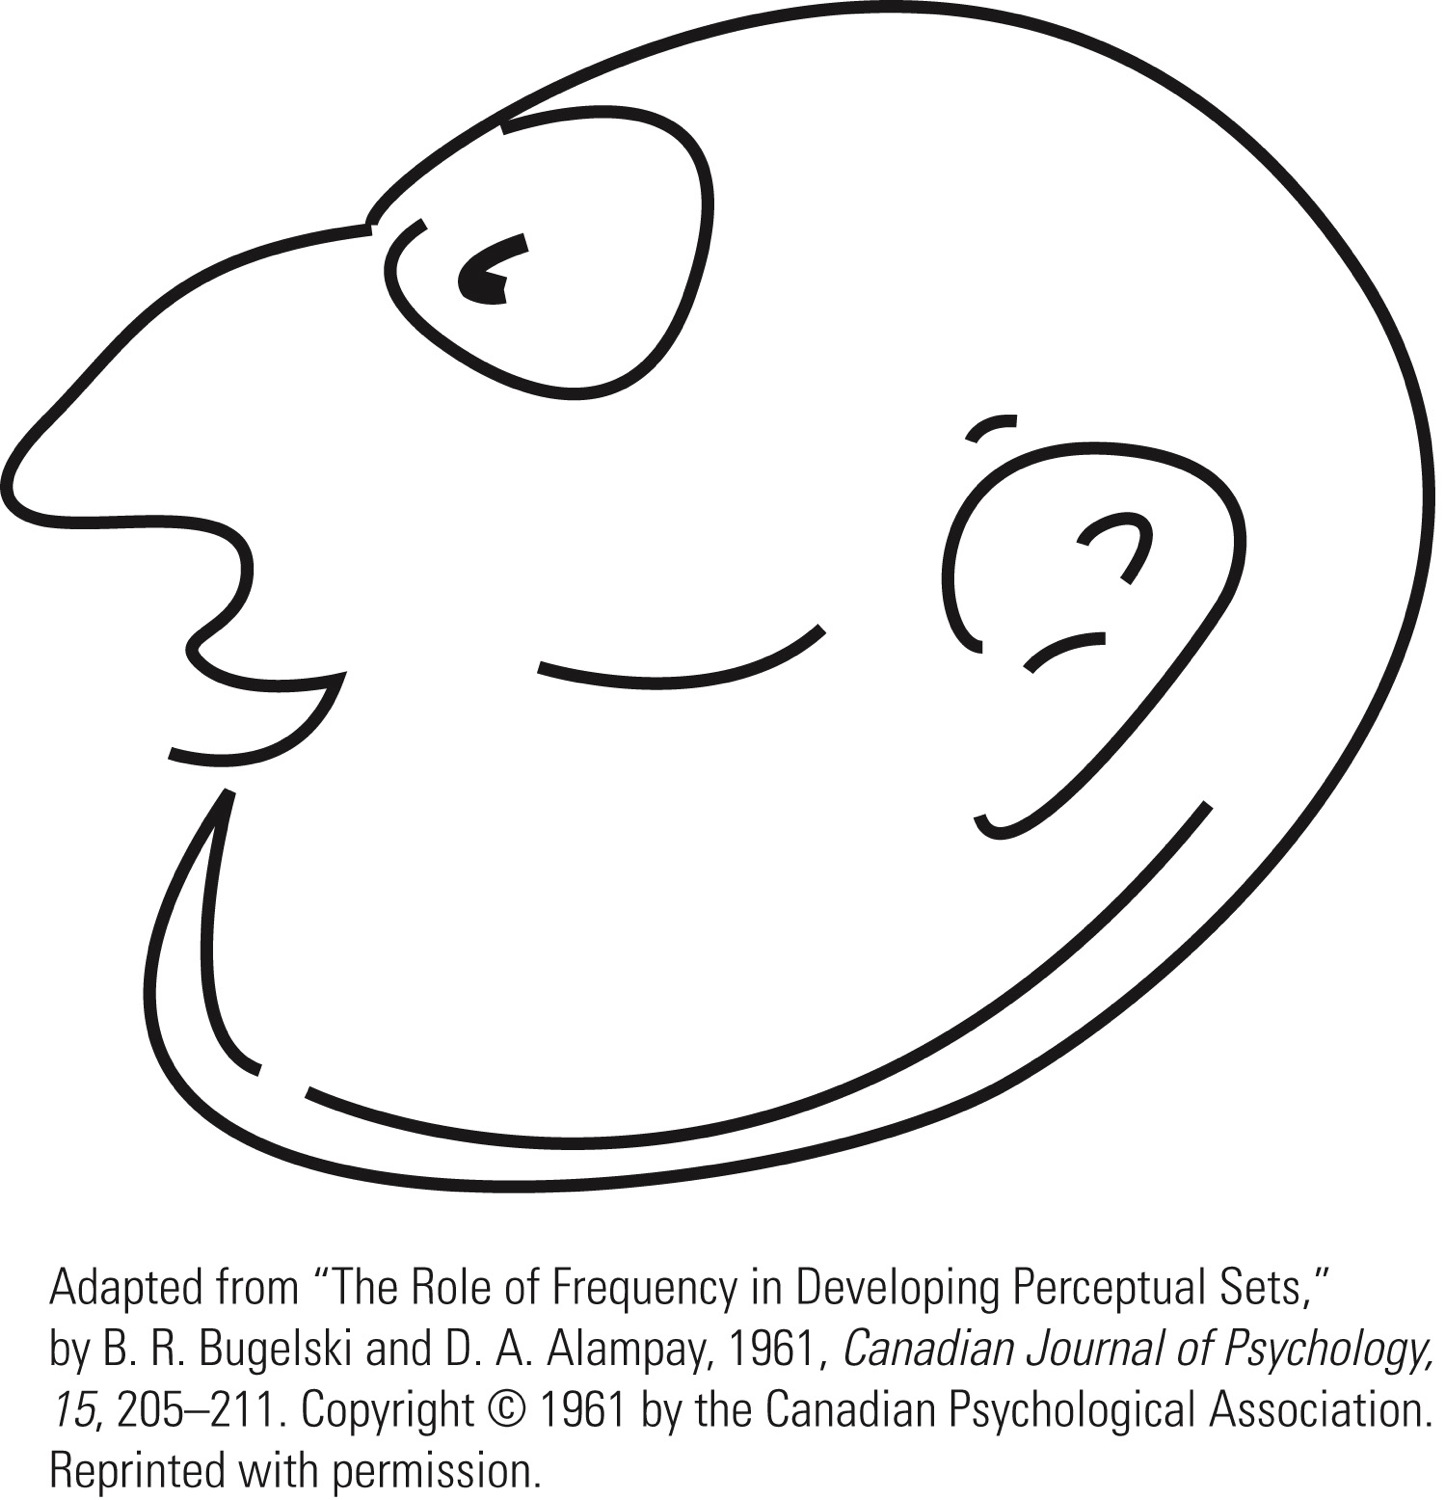 Adapted from “The Role of Frequency in Developing Perceptual Sets,”
by B. R. Bugelski and D. A. Alampay, 1961, Canadian Journal of Psychology,
15, 205–211. Copyright © 1961 by the Canadian Psychological Association.
Reprinted with permission.